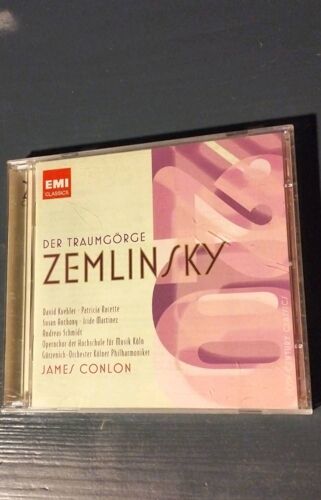 EMI
CLASSICS
DER TRAUMGÖRGE
ZEMLINSKY
David Kuebler · Patricia Racette
Susan Anthony · Iride Martinez
Andreas Schmidt
Opernchor der Hochschule für Musik Köln
Gürzenich-Orchester Kölner Philharmoniker
JAMES CONLON